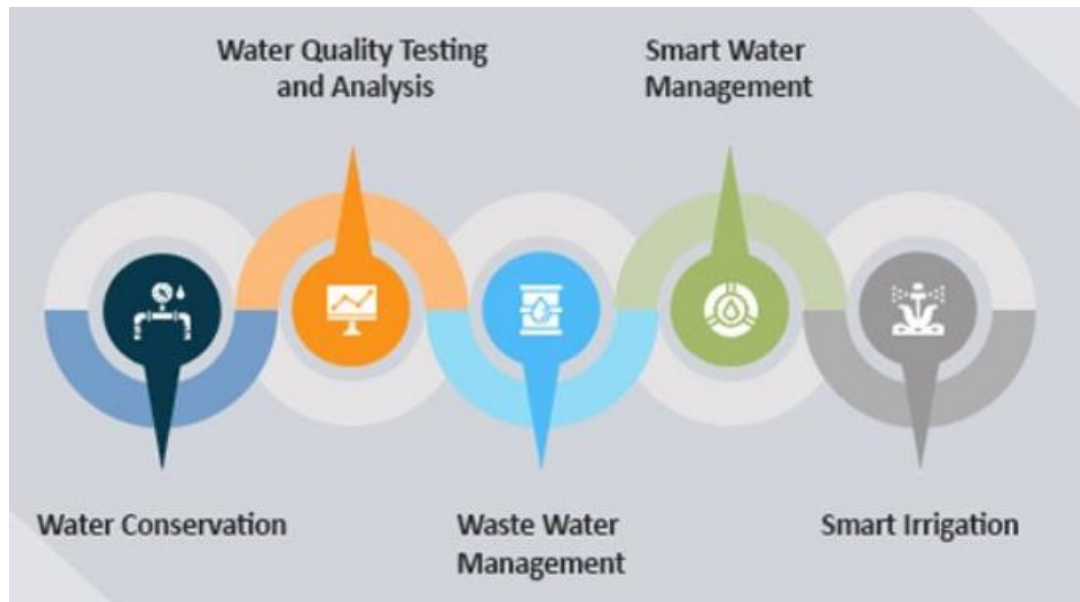 Water Quality Testing
and Analysis
Smart Water
Management
Water Conservation
Waste Water
Management
Smart Irrigation